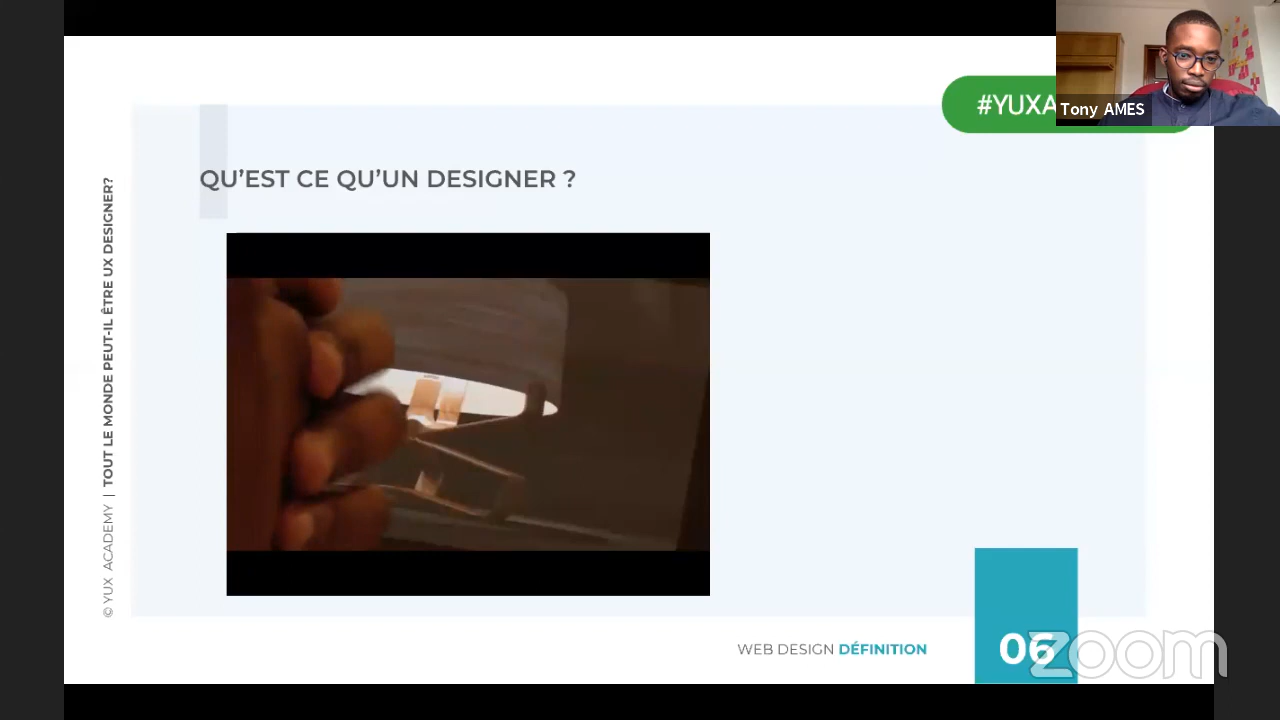 #YUXA
Tony AMES
QU'EST CE QU'UN DESIGNER ?
© YUX ACADEMY | TOUT LE MONDE PEUT-IL ÊTRE UX DESIGNER?
WEB DESIGN DÉFINITION
06
zoom